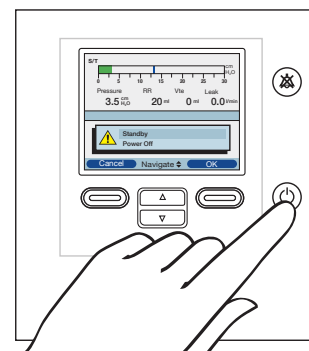 S/T
cm
H₂O
0 5 10 15 20 25 30
Pressure RR Vte Leak
3.5 cm H₂O 20 ml 0 ml 0.0 l/min
Standby
Power Off
Cancel Navigate OK